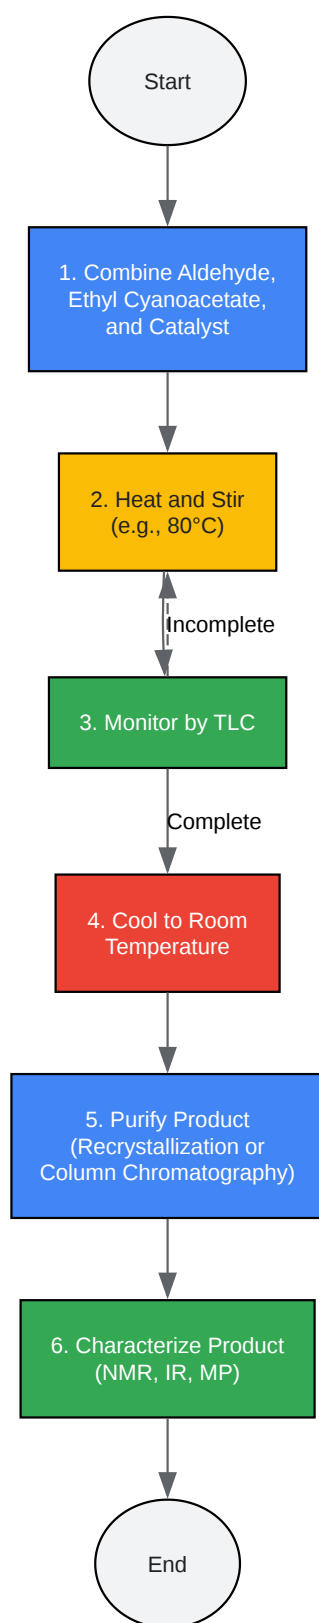 Start
1. Combine Aldehyde,
Ethyl Cyanoacetate,
and Catalyst
2. Heat and Stir
(e.g., 80°C)
Incomplete
3. Monitor by TLC
Complete
4. Cool to Room
Temperature
5. Purify Product
(Recrystallization or
Column Chromatography)
6. Characterize Product
(NMR, IR, MP)
End